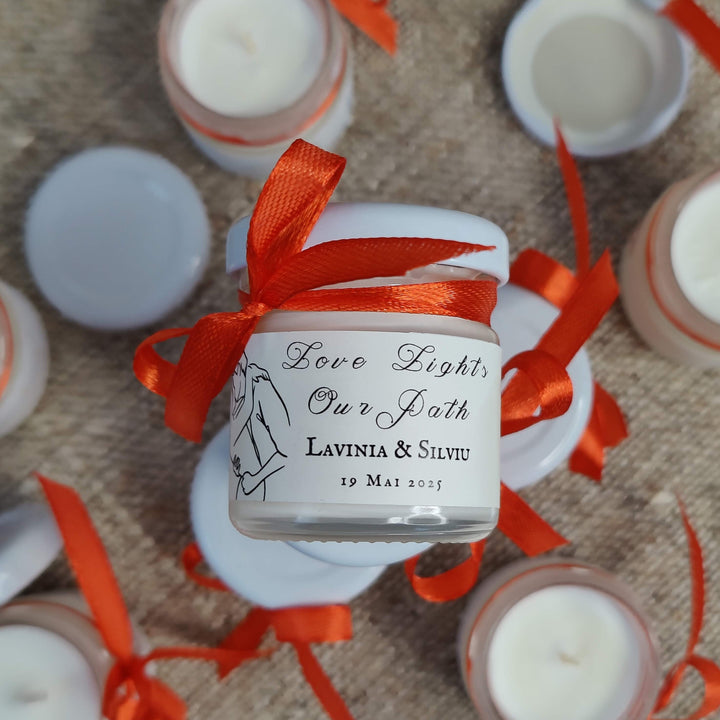 Love Lights
Our Path
Lavinia & Silviu
19 Mai 2025